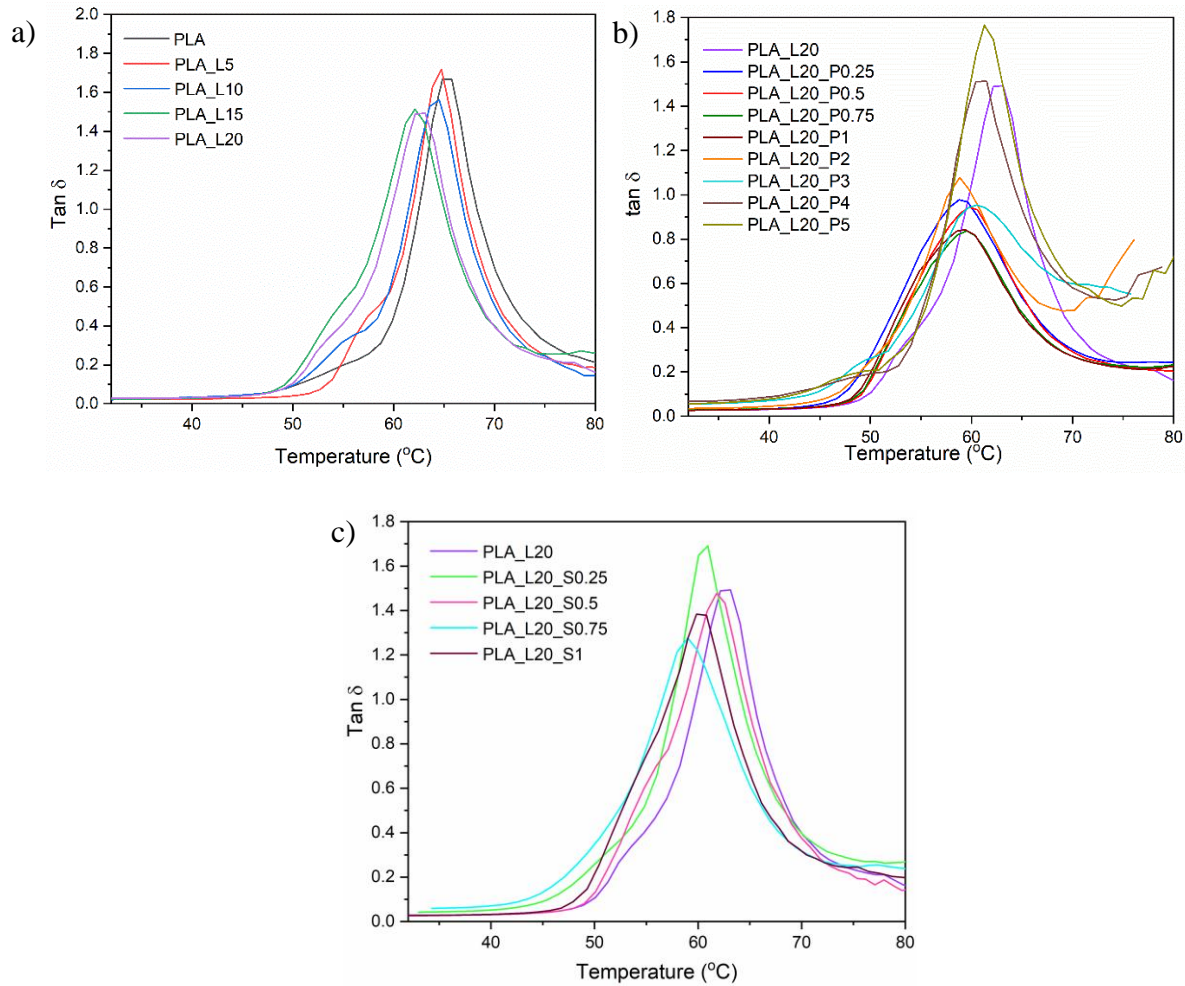 a)
2.0
1.8
1.6
1.4
1.2
1.0
0.8
0.6
0.4
0.2
0.0
Tan δ
PLA
PLA_L5
PLA_L10
PLA_L15
PLA_L20
40
50
60
70
80
Temperature (°C)
b)
1.8
1.6
1.4
1.2
1.0
0.8
0.6
0.4
0.2
0.0
tan δ
PLA_L20
PLA_L20_P0.25
PLA_L20_P0.5
PLA_L20_P0.75
PLA_L20_P1
PLA_L20_P2
PLA_L20_P3
PLA_L20_P4
PLA_L20_P5
40
50
60
70
80
Temperature (°C)
c)
1.8
1.6
1.4
1.2
1.0
0.8
0.6
0.4
0.2
0.0
Tan δ
PLA_L20
PLA_L20_S0.25
PLA_L20_S0.5
PLA_L20_S0.75
PLA_L20_S1
40
50
60
70
80
Temperature (°C)